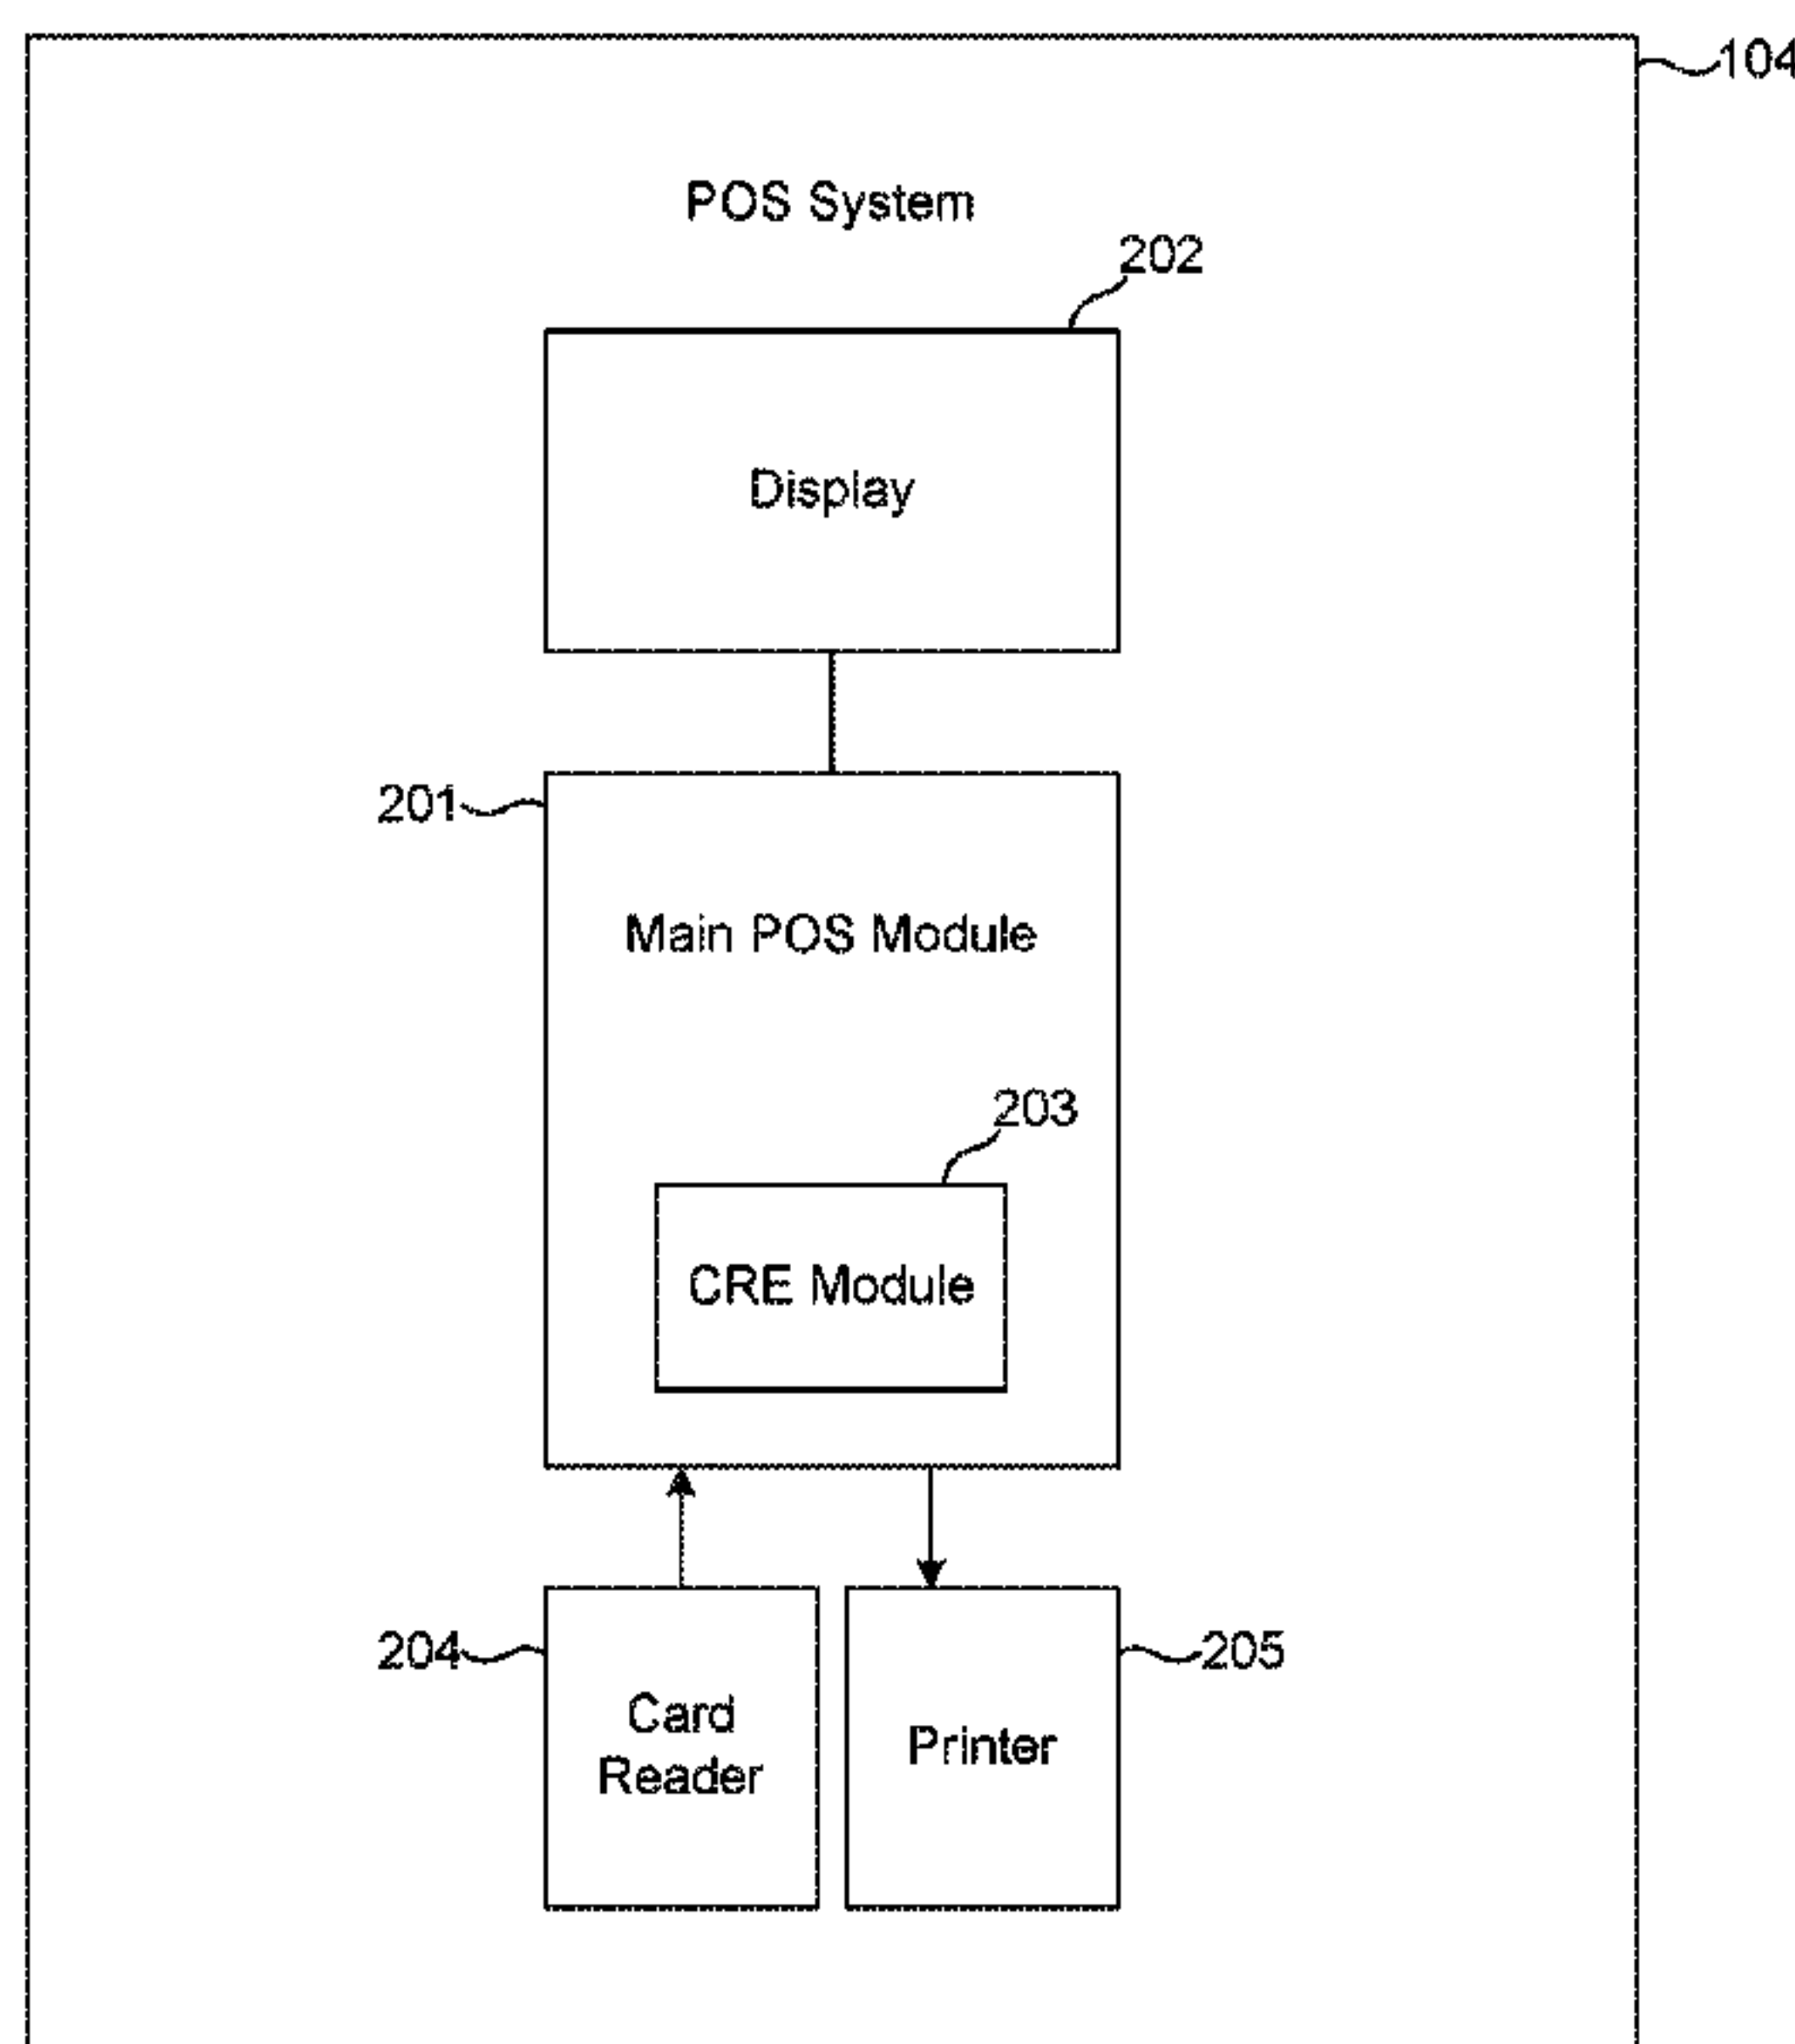 104
POS System
202
Display
201
Main POS Module
203
CRE Module
204
205
Card
Reader
Printer